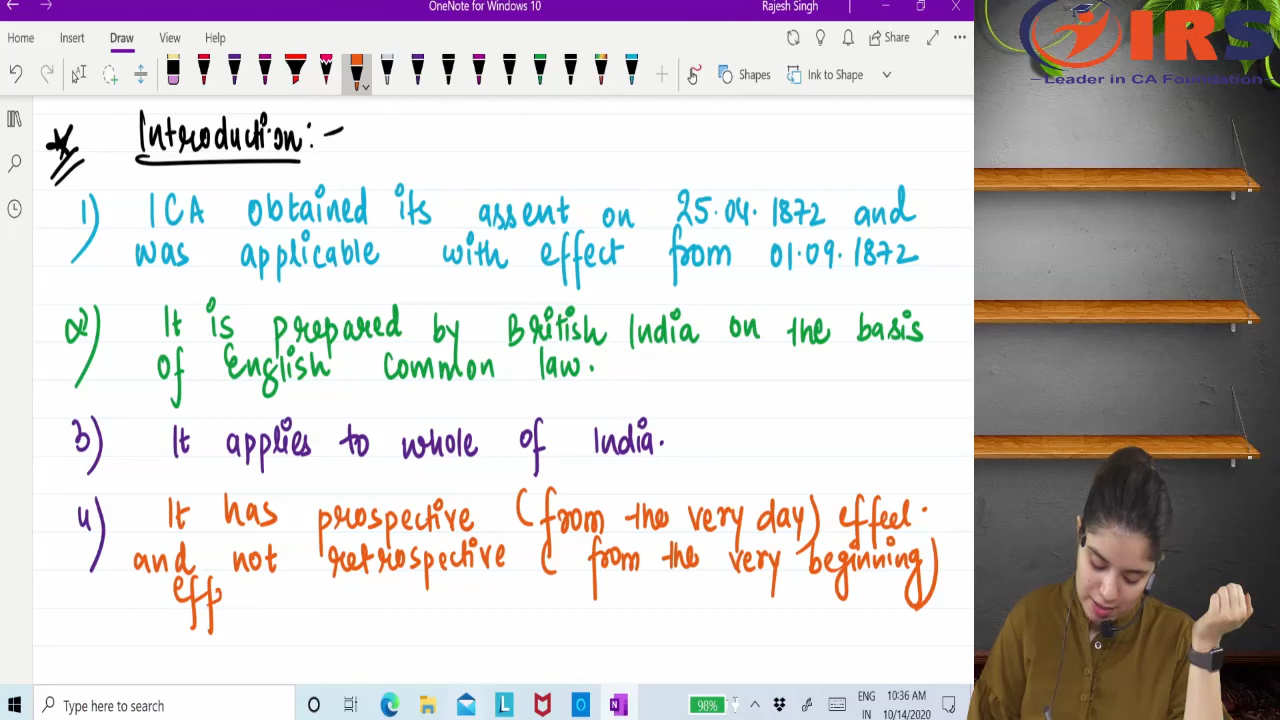 OneNote for Windows 10
Rajesh Singh
Home Insert Draw View Help
Share
Shapes
Ink to Shape
IRS
Leader in CA Foundation
Introduction:-
1) ICA obtained its assent on 25.04.1872 and
was applicable with effect from 01.09.1872
2) It is prepared by British India on the basis
of English Common law.
3) It applies to whole of India.
4) It has prospective (from the very day) effect.
and not retrospective (from the very beginning)
eff
Type here to search
98%
ENG
IN
10:36 AM
10/14/2020